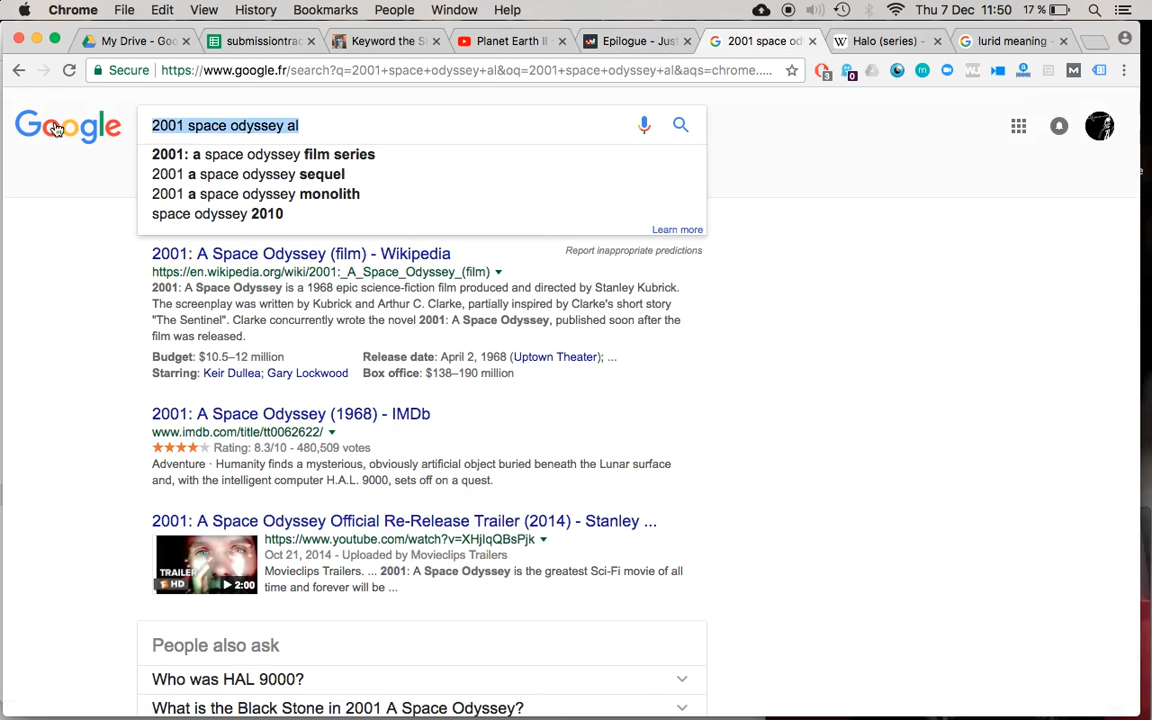 Chrome File Edit View History Bookmarks People Window Help Thu 7 Dec 11:50 17 %
My Drive - Goo
submissiontrac
Keyword the S
Planet Earth II -
Epilogue - Just
2001 space od
Halo (series) -
lurid meaning -
Secure https://www.google.fr/search?q=2001+space+odyssey+al&oq=2001+space+odyssey+al&aqs=chrome.... 3 0
Google
2001 space odyssey al
2001: a space odyssey film series
2001 a space odyssey sequel
2001 a space odyssey monolith
space odyssey 2010
Learn more
Report inappropriate predictions
2001: A Space Odyssey (film) - Wikipedia
https://en.wikipedia.org/wiki/2001:_A_Space_Odyssey_(film)
2001: A Space Odyssey is a 1968 epic science-fiction film produced and directed by Stanley Kubrick.
The screenplay was written by Kubrick and Arthur C. Clarke, partially inspired by Clarke's short story
"The Sentinel". Clarke concurrently wrote the novel 2001: A Space Odyssey, published soon after the
film was released.
Budget: $10.5–12 million Release date: April 2, 1968 (Uptown Theater); ...
Starring: Keir Dullea; Gary Lockwood Box office: $138–190 million
2001: A Space Odyssey (1968) - IMDb
www.imdb.com/title/tt0062622/
Rating: 8.3/10 - 480,509 votes
Adventure · Humanity finds a mysterious, obviously artificial object buried beneath the Lunar surface
and, with the intelligent computer H.A.L. 9000, sets off on a quest.
2001: A Space Odyssey Official Re-Release Trailer (2014) - Stanley ...
https://www.youtube.com/watch?v=XHjIqQBsPjk
Oct 21, 2014 - Uploaded by Movieclips Trailers
Movieclips Trailers. ... 2001: A Space Odyssey is the greatest Sci-Fi movie of all
time and forever will be ...
TRAILER
HD 2:00
People also ask
Who was HAL 9000?
What is the Black Stone in 2001 A Space Odyssey?